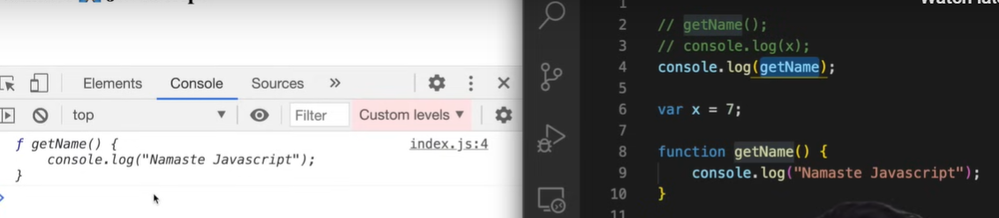 Elements Console Sources »
top ▼ Filter Custom levels ▼
f getName() {
index.js:4
console.log("Namaste Javascript");
}
>
1
2 // getName();
3 // console.log(x);
4 console.log(getName);
5
6 var x = 7;
7
8 function getName() {
9 console.log("Namaste Javascript");
10 }
11